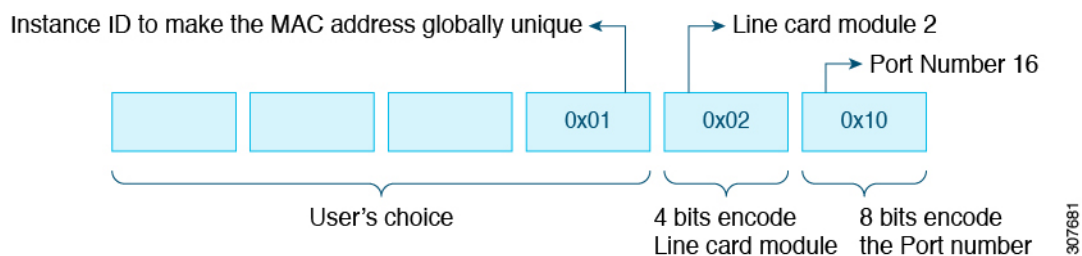 Instance ID to make the MAC address globally unique
Line card module 2
Port Number 16
0x01
0x02
0x10
User's choice
4 bits encode
Line card module
8 bits encode
the Port number
307681